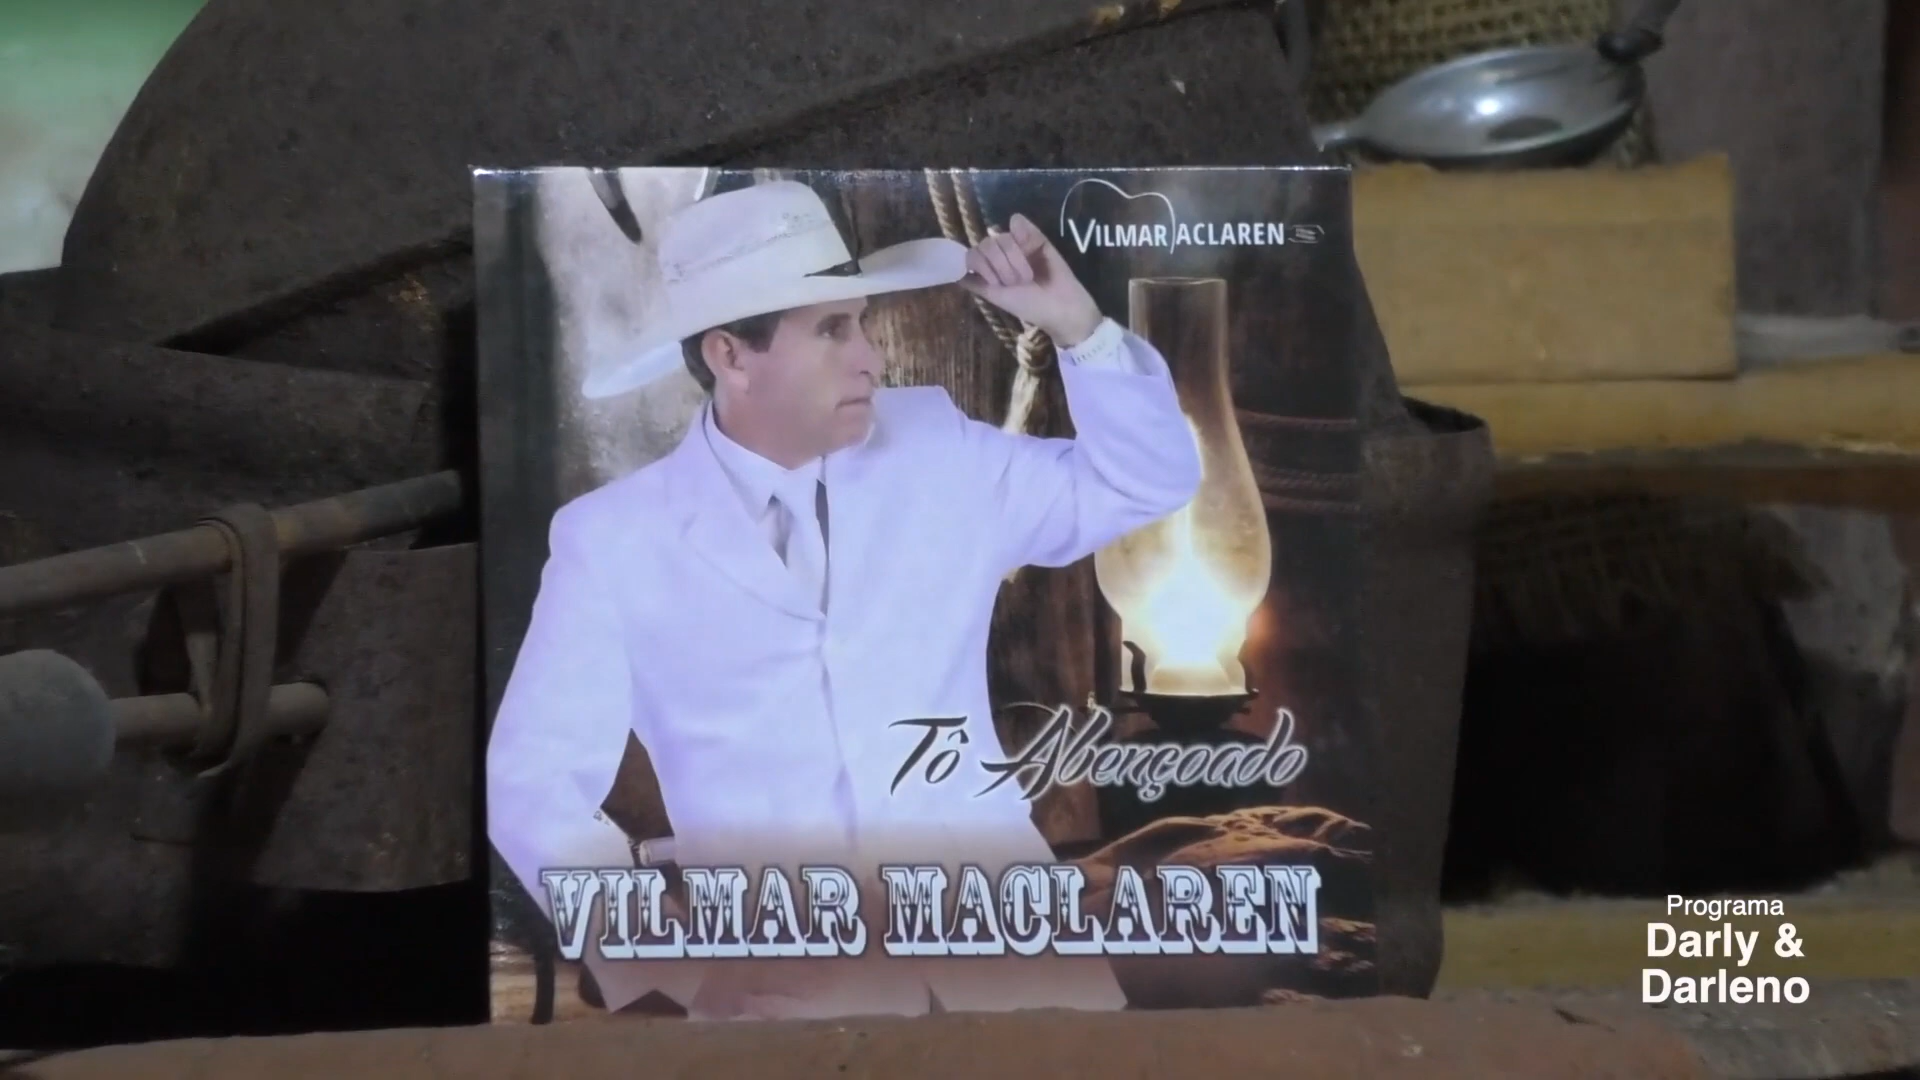 VILMAR MACLAREN
Tô Abençoado
VILMAR MACLAREN
Programa
Darly &
Darleno